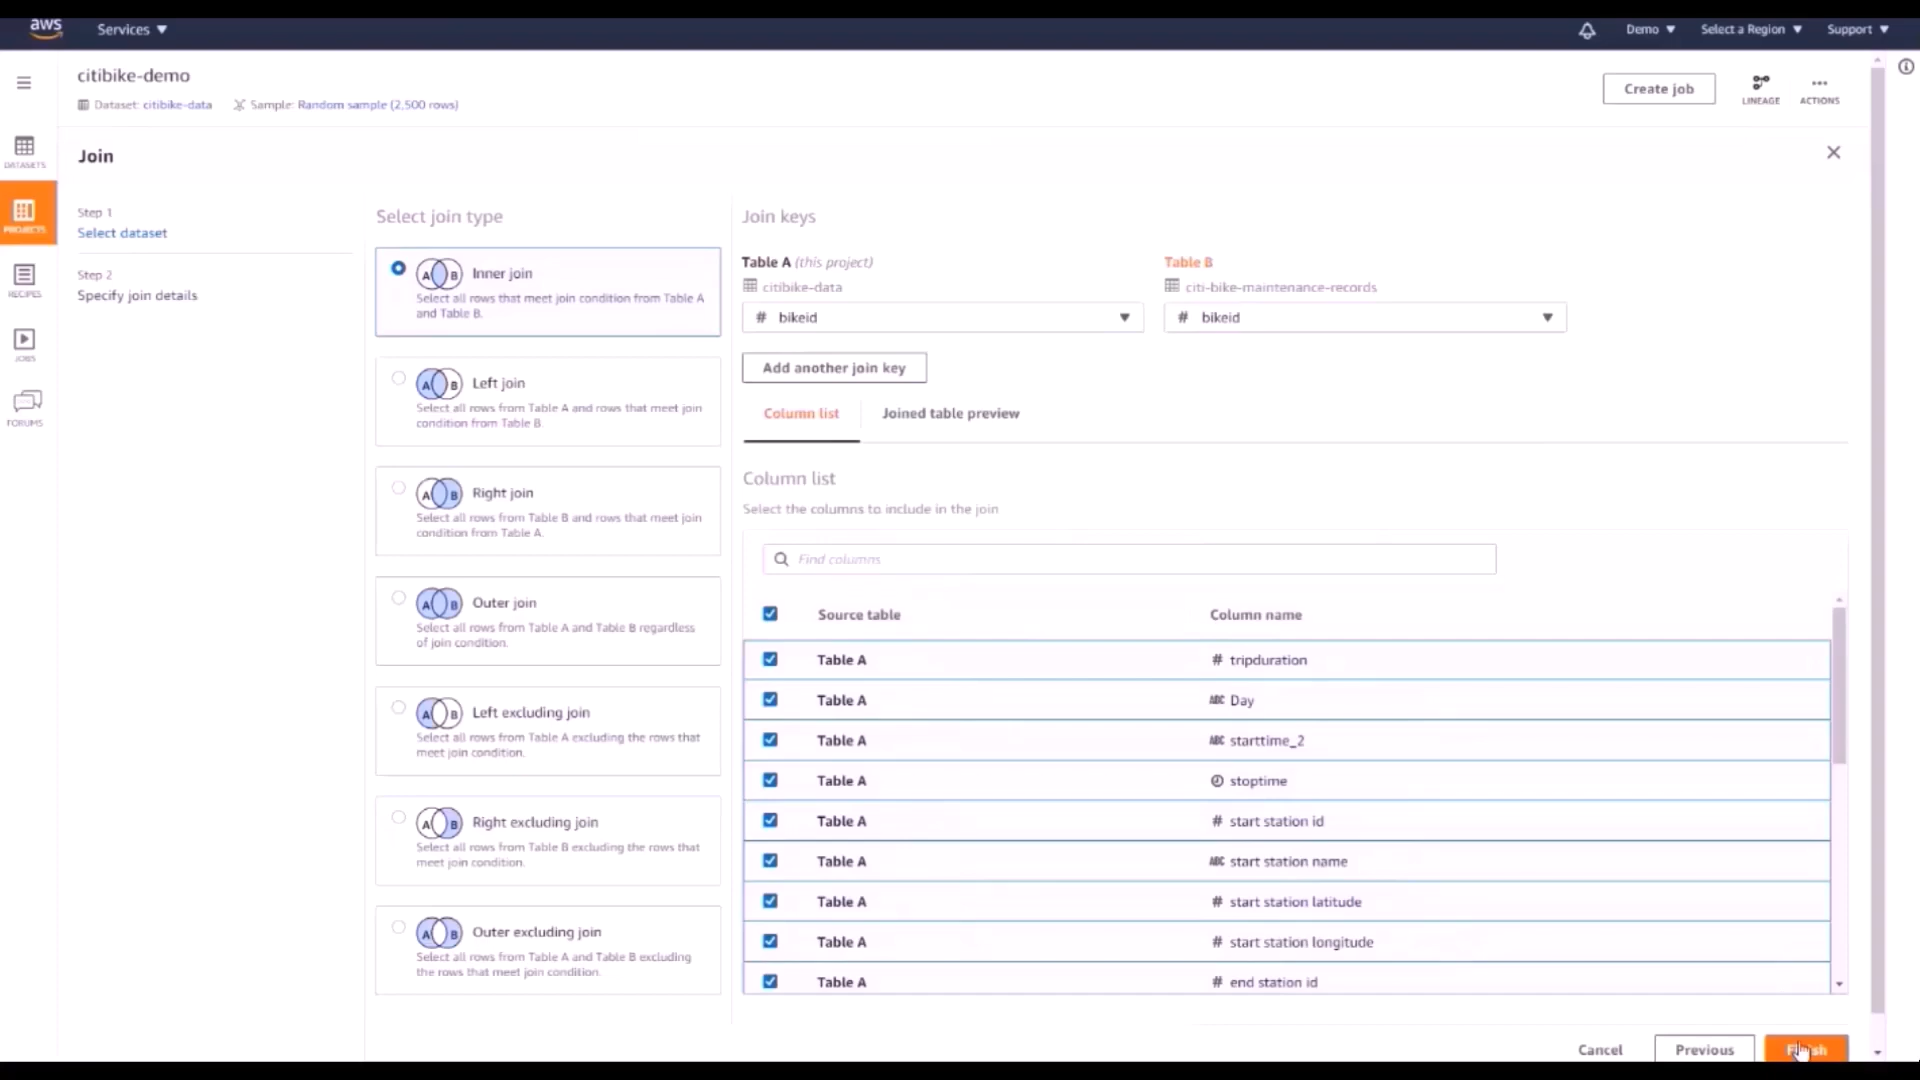 aws Services Demo Select a Region Support
citibike-demo
Dataset: citibike-data Sample: Random sample (2,500 rows)
Create job
LINEAGE
ACTIONS
DATASETS
PROJECTS
RECIPES
JOBS
FORUMS
Join
Step 1
Select dataset
Step 2
Specify join details
Select join type
A B Inner join
Select all rows that meet join condition from Table A
and Table B.
A B Left join
Select all rows from Table A and rows that meet join
condition from Table B.
A B Right join
Select all rows from Table B and rows that meet join
condition from Table A.
A B Outer join
Select all rows from Table A and Table B regardless
of join condition.
A B Left excluding join
Select all rows from Table A excluding the rows that
meet join condition.
A B Right excluding join
Select all rows from Table B excluding the rows that
meet join condition.
A B Outer excluding join
Select all rows from Table A and Table B excluding
the rows that meet join condition.
Join keys
Table A (this project)
citibike-data
# bikeid
Table B
citi-bike-maintenance-records
# bikeid
Add another join key
Column list Joined table preview
Column list
Select the columns to include in the join
Find columns
Source table Column name
Table A # tripduration
Table A ABC Day
Table A ABC starttime_2
Table A stoptime
Table A # start station id
Table A ABC start station name
Table A # start station latitude
Table A # start station longitude
Table A # end station id
Cancel Previous Finish